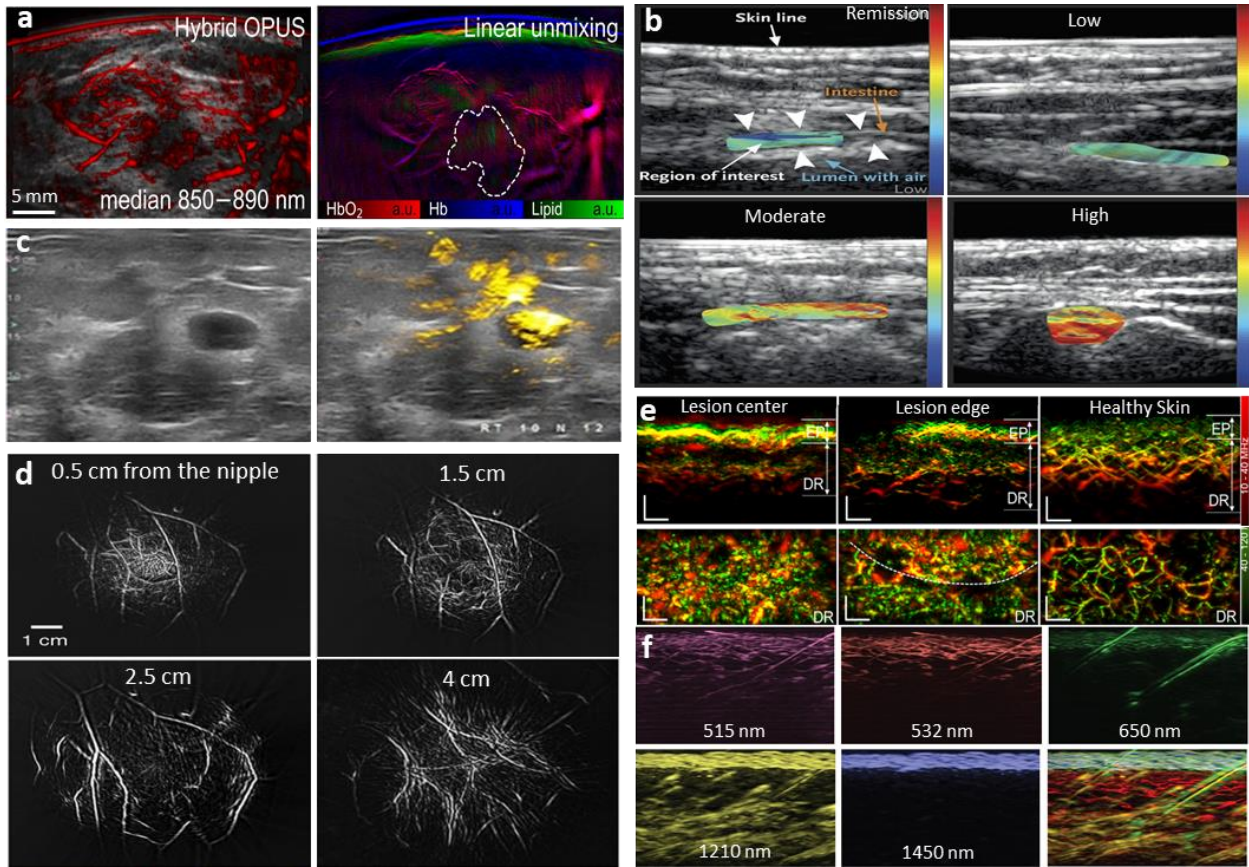 a
Hybrid OPUS
5 mm
median 850–890 nm
Linear unmixing
HbO₂ a.u. Hb a.u. Lipid a.u.
b
Skin line
Remission
Intestine
Region of interest
Lumen with air
Low
Low
Moderate
High
c
RT 10 N 12
d
0.5 cm from the nipple
1 cm
1.5 cm
2.5 cm
4 cm
e
Lesion center
Lesion edge
Healthy Skin
EP
DR
EP
DR
EP
DR
10 - 40 MHz
DR
DR
DR
40 - 120
f
515 nm
532 nm
650 nm
1210 nm
1450 nm